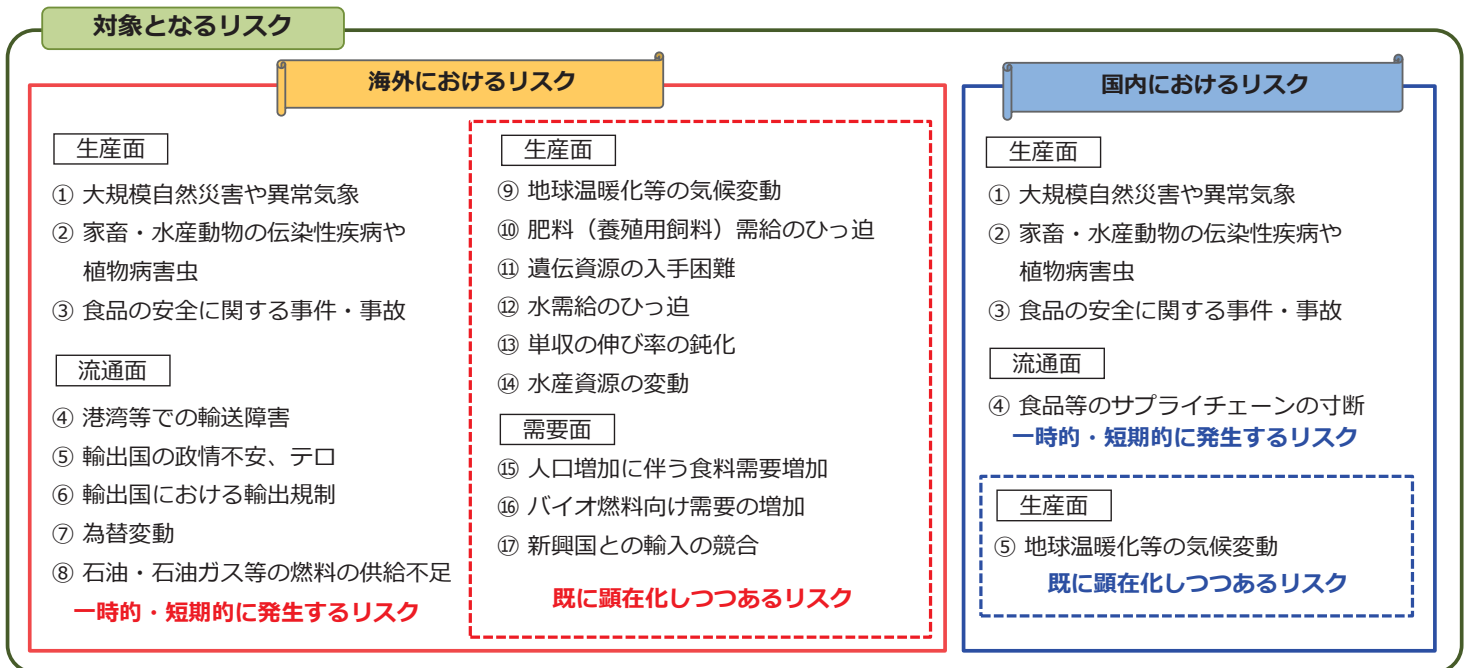 対象となるリスク
海外におけるリスク
生産面
① 大規模自然災害や異常気象
② 家畜・水産動物の伝染性疾病や
植物病害虫
③ 食品の安全に関する事件・事故
流通面
④ 港湾等での輸送障害
⑤ 輸出国の政情不安、テロ
⑥ 輸出国における輸出規制
⑦ 為替変動
⑧ 石油・石油ガス等の燃料の供給不足
一時的・短期的に発生するリスク
生産面
⑨ 地球温暖化等の気候変動
⑩ 肥料（養殖用飼料）需給のひっ迫
⑪ 遺伝資源の入手困難
⑫ 水需給のひっ迫
⑬ 単収の伸び率の鈍化
⑭ 水産資源の変動
需要面
⑮ 人口増加に伴う食料需要増加
⑯ バイオ燃料向け需要の増加
⑰ 新興国との輸入の競合
既に顕在化しつつあるリスク
国内におけるリスク
生産面
① 大規模自然災害や異常気象
② 家畜・水産動物の伝染性疾病や
植物病害虫
③ 食品の安全に関する事件・事故
流通面
④ 食品等のサプライチェーンの寸断
一時的・短期的に発生するリスク
生産面
⑤ 地球温暖化等の気候変動
既に顕在化しつつあるリスク